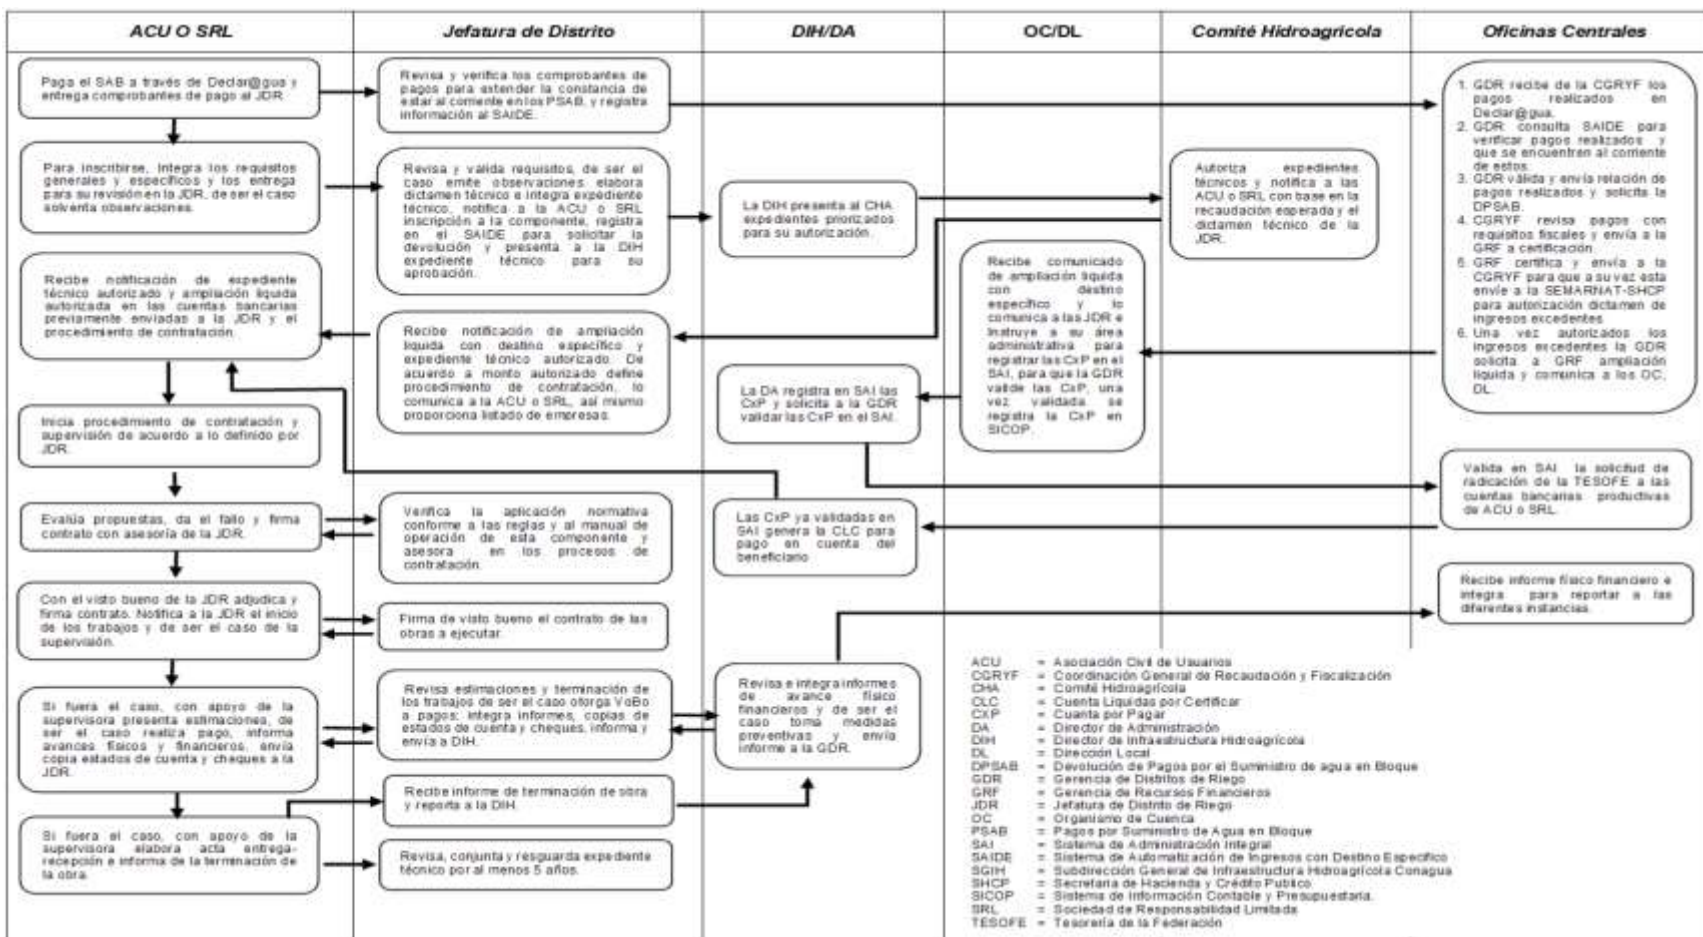 ACU O SRL
Jefatura de Distrito
DIH/DA
OC/DL
Comité Hidroagrícola
Oficinas Centrales
Paga el SAB a través de Declar@gua y
entrega comprobantes de pago al JDR.
Para inscribirse, Integra los requisitos
generales y específicos y los entrega
para su revisión en la JDR, de ser el caso
solventa observaciones.
Recibe notificación de expediente
técnico autorizado y ampliación liquida
autorizada en las cuentas bancarias
previamente enviadas a la JDR y el
procedimiento de contratación.
Inicia procedimiento de contratación y
supervisión de acuerdo a lo definido por
JDR.
Evalúa propuestas, da el fallo y firma
contrato con asesoría de la JDR.
Con el visto bueno de la JDR adjudica y
firma contrato. Notifica a la JDR el inicio
de los trabajos y de ser el caso de la
supervisión.
Si fuera el caso, con apoyo de la
supervisora presenta estimaciones, de
ser el caso realiza pago, informa
avances físicos y financieros, envía
copia estados de cuenta y cheques a la
JDR.
Si fuera el caso, con apoyo de la
supervisora elabora acta entrega-
recepción e informa de la terminación de
la obra.
Revisa y verifica los comprobantes de
pagos para extender la constancia de
estar al corriente en los PSAB, y registra
información al SAIDE.
Revisa y válida requisitos, de ser el
caso emite observaciones elabora
dictamen técnico e integra expediente
técnico, notifica a la ACU o SRL
inscripción a la componente, registra
en el SAIDE para solicitar la
devolución y presenta a la DIH
expediente técnico para su
aprobación.
Recibe notificación de ampliación
liquida con destino específico y
expediente técnico autorizado. De
acuerdo a monto autorizado define
procedimiento de contratación, lo
comunica a la ACU o SRL, así mismo
proporciona listado de empresas.
Verifica la aplicación normativa
conforme a las reglas y al manual de
operación de esta componente y
asesora en los procesos de
contratación.
Firma de visto bueno el contrato de las
obras a ejecutar.
Revisa estimaciones y terminación de
los trabajos de ser el caso otorga VoBo
a pagos; integra informes, copias de
estados de cuenta y cheques, informa y
envía a DIH.
Recibe informe de terminación de obra
y reporta a la DIH.
Revisa, conjunta y resguarda expediente
técnico por al menos 5 años.
La DIH presenta al CHA
expedientes priorizados
para su autorización.
La DA registra en SAI las
CxP y solicita a la GDR
validar las CxP en el SAI.
Las CxP ya validadas en
SAI genera la CLC para
pago en cuenta del
beneficiario
Revisa e integra informes
de avance físico
financieros y de ser el
caso toma medidas
preventivas y envía
informe a la GDR.
Recibe comunicado
de ampliación liquida
con destino
específico y lo
comunica a las JDR e
Instruye a su área
administrativa para
registrar las CxP en el
SAI, para que la GDR
valide las CxP, una
vez validada se
registra la CxP en
SICOP.
Autoriza expedientes
técnicos y notifica a las
ACU o SRL con base en la
recaudación esperada y el
dictamen técnico de la
JDR.
1. GDR recibe de la CGRYF los
pagos realizados en
Declar@gua.
2. GDR consulta SAIDE para
verificar pagos realizados y
que se encuentren al corriente
de estos.
3. GDR válida y envía relación de
pagos realizados y solicita la
DPSAB.
4. CGRYF revisa pagos con
requisitos fiscales y envía a la
GRF a certificación.
5. GRF certifica y envía a la
CGRYF para que a su vez esta
envíe a la SEMARNAT-SHCP
para autorización dictamen de
ingresos excedentes
6. Una vez autorizados los
ingresos excedentes la GDR
solicita a GRF ampliación
liquida y comunica a los OC,
DL.
Valida en SAI la solicitud de
radicación de la TESOFE a las
cuentas bancarias productivas
de ACU o SRL.
Recibe informe físico financiero e
integra para reportar a las
diferentes instancias.
ACU = Asociación Civil de Usuarios
CGRYF = Coordinación General de Recaudación y Fiscalización
CHA = Comité Hidroagrícola
CLC = Cuenta Liquidas por Certificar
CXP = Cuanta por Pagar
DA = Director de Administración
DIH = Director de Infraestructura Hidroagrícola
DL = Dirección Local
DPSAB = Devolución de Pagos por el Suministro de agua en Bloque
GDR = Gerencia de Distritos de Riego
GRF = Gerencia de Recursos Financieros
JDR = Jefatura de Distrito de Riego
OC = Organismo de Cuenca
PSAB = Pagos por Suministro de Agua en Bloque
SAI = Sistema de Administración Integral
SAIDE = Sistema de Automatización de Ingresos con Destino Especifico
SGIH = Subdirección General de Infraestructura Hidroagrícola Conagua
SHCP = Secretaria de Hacienda y Crédito Publico
SICOP = Sistema de Información Contable y Presupuestaria.
SRL = Sociedad de Responsabilidad Limitada
TESOFE = Tesorería de la Federación